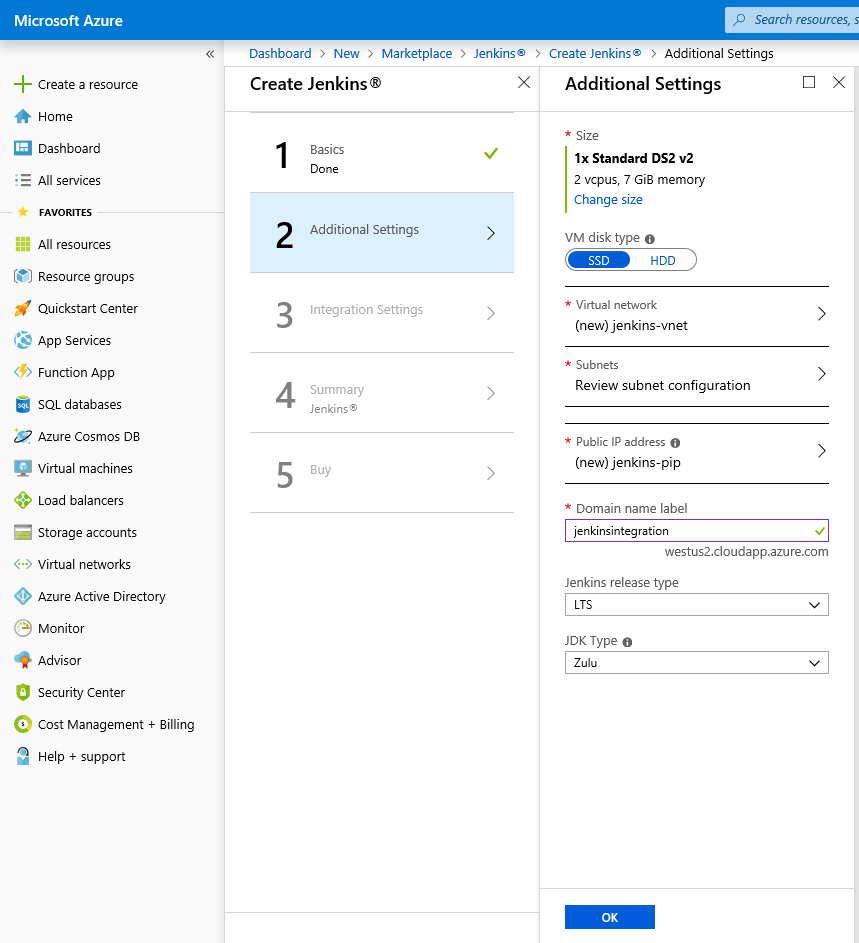 Microsoft Azure
Search resources, s
Dashboard > New > Marketplace > Jenkins® > Create Jenkins® > Additional Settings
Create a resource
Home
Dashboard
All services
FAVORITES
All resources
Resource groups
Quickstart Center
App Services
Function App
SQL databases
Azure Cosmos DB
Virtual machines
Load balancers
Storage accounts
Virtual networks
Azure Active Directory
Monitor
Advisor
Security Center
Cost Management + Billing
Help + support
Create Jenkins®
1 Basics
Done
2 Additional Settings
3 Integration Settings
4 Summary
Jenkins®
5 Buy
Additional Settings
* Size
1x Standard DS2 v2
2 vcpus, 7 GiB memory
Change size
VM disk type
SSD HDD
* Virtual network
(new) jenkins-vnet
* Subnets
Review subnet configuration
* Public IP address
(new) jenkins-pip
* Domain name label
jenkinsintegration
westus2.cloudapp.azure.com
Jenkins release type
LTS
JDK Type
Zulu
OK